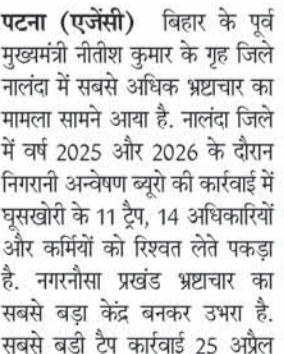 पटना (एजेंसी) बिहार के पूर्व
मुख्यमंत्री नीतीश कुमार के गृह जिले
नालंदा में सबसे अधिक भ्रष्टाचार का
मामला सामने आया है. नालंदा जिले
में वर्ष 2025 और 2026 के दौरान
निगरानी अन्वेषण ब्यूरो की कार्रवाई में
घूसखोरी के 11 ट्रैप, 14 अधिकारियों
और कर्मियों को रिश्वत लेते पकड़ा
है. नगरनौसा प्रखंड भ्रष्टाचार का
सबसे बड़ा केंद्र बनकर उभरा है.
सबसे बड़ी ट्रैप कार्रवाई 25 अप्रैल